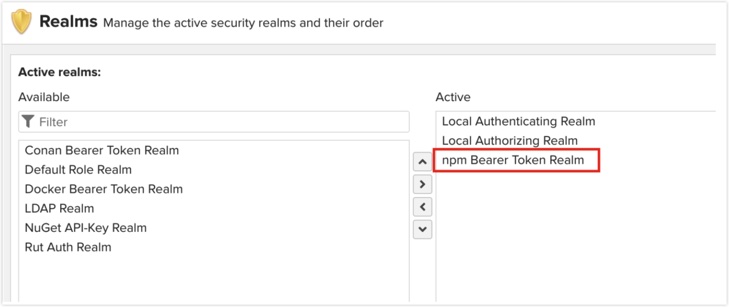 Realms Manage the active security realms and their order
Active realms:
Available
Filter
Conan Bearer Token Realm
Default Role Realm
Docker Bearer Token Realm
LDAP Realm
NuGet API-Key Realm
Rut Auth Realm
Active
Local Authenticating Realm
Local Authorizing Realm
npm Bearer Token Realm